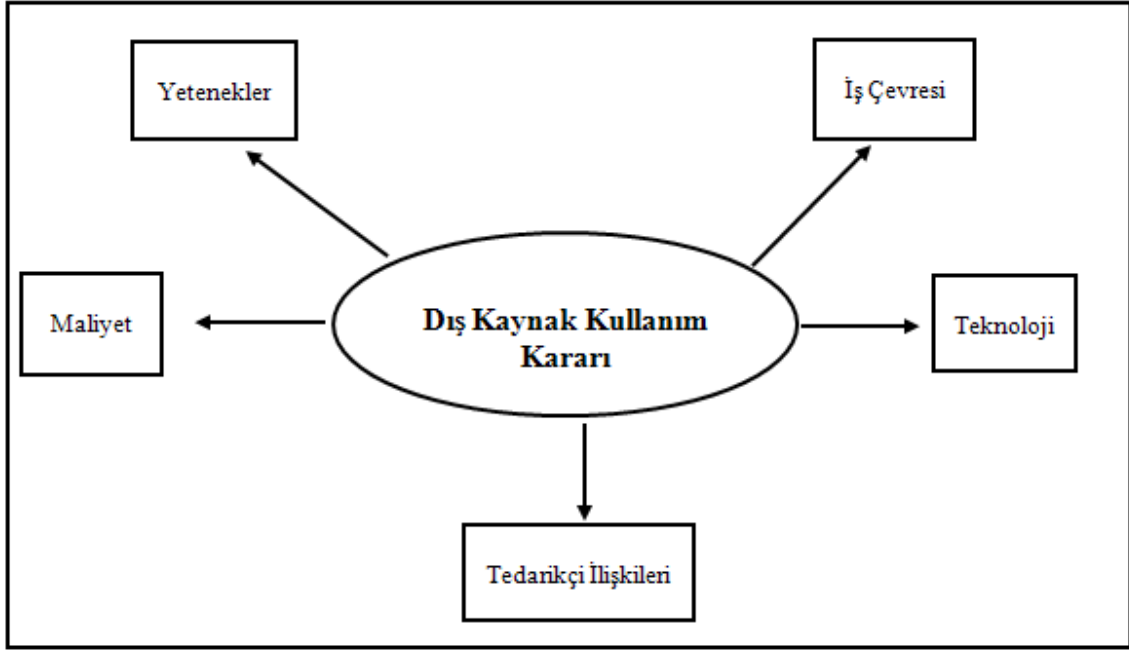 Yetenekler
İş Çevresi
Maliyet
Dış Kaynak Kullanım
Kararı
Teknoloji
Tedarikçi İlişkileri